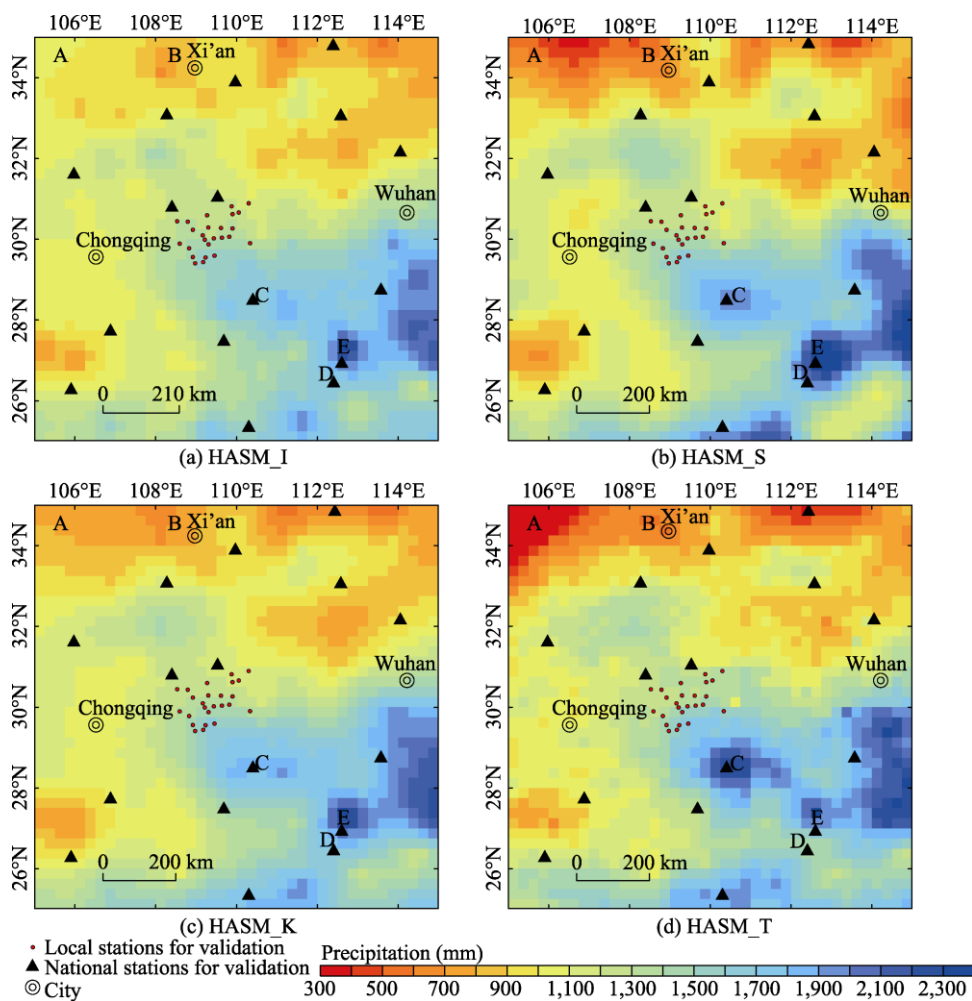 106°E 108°E 110°E 112°E 114°E
106°E 108°E 110°E 112°E 114°E
34°N 32°N 30°N 28°N 26°N
A B Xi’an
Wuhan
Chongqing
C
E
D
0 210 km
(a) HASM_I
34°N 32°N 30°N 28°N 26°N
A B Xi’an
Wuhan
Chongqing
C
E
D
0 200 km
(b) HASM_S
106°E 108°E 110°E 112°E 114°E
106°E 108°E 110°E 112°E 114°E
34°N 32°N 30°N 28°N 26°N
A B Xi’an
Wuhan
Chongqing
C
E
D
0 200 km
(c) HASM_K
34°N 32°N 30°N 28°N 26°N
A B Xi’an
Wuhan
Chongqing
C
E
D
0 200 km
(d) HASM_T
Local stations for validation
National stations for validation
City
Precipitation (mm)
300 500 700 900 1,100 1,300 1,500 1,700 1,900 2,100 2,300